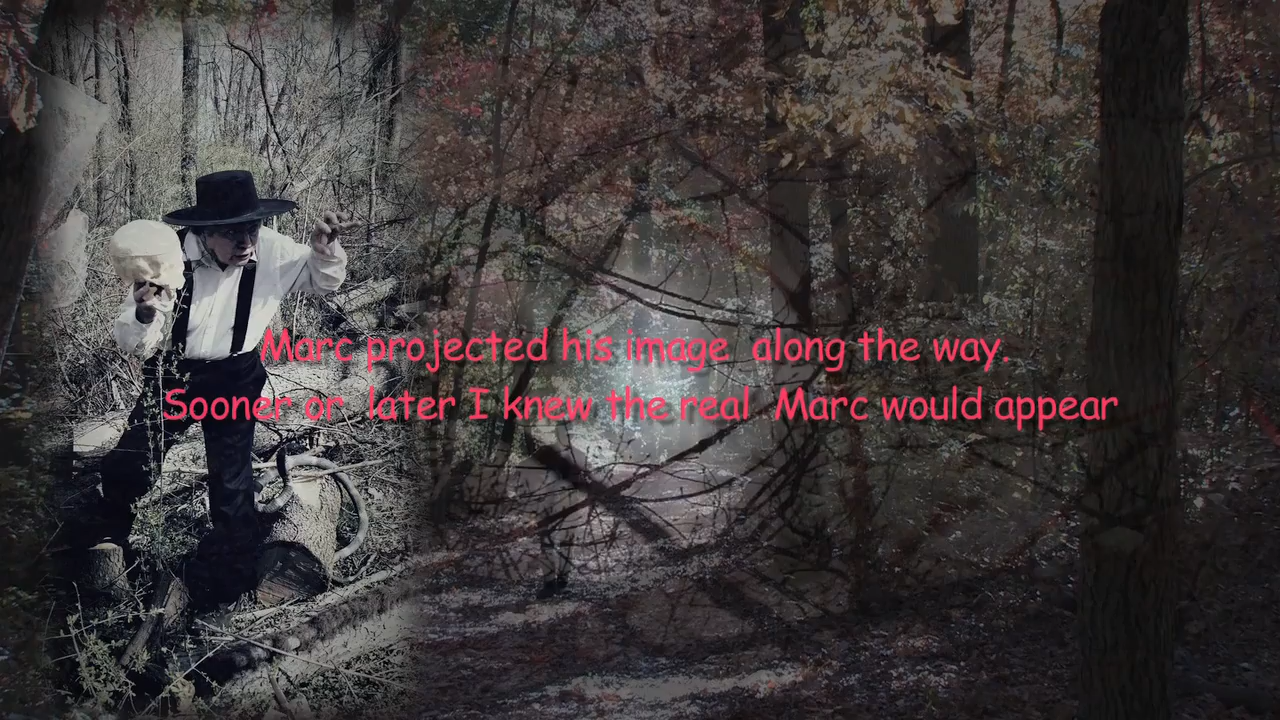 Marc projected his image along the way.
Sooner or later I knew the real Marc would appear